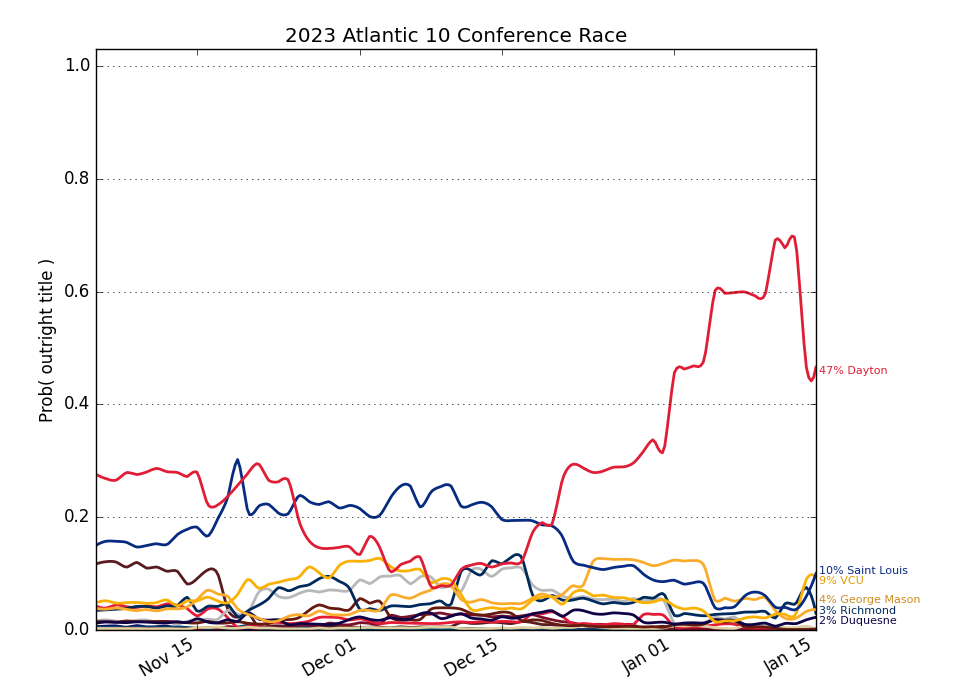 2023 Atlantic 10 Conference Race
Prob( outright title )
1.0
0.8
0.6
0.4
0.2
0.0
47% Dayton
10% Saint Louis
9% VCU
4% George Mason
3% Richmond
2% Duquesne
Nov 15
Dec 01
Dec 15
Jan 01
Jan 15